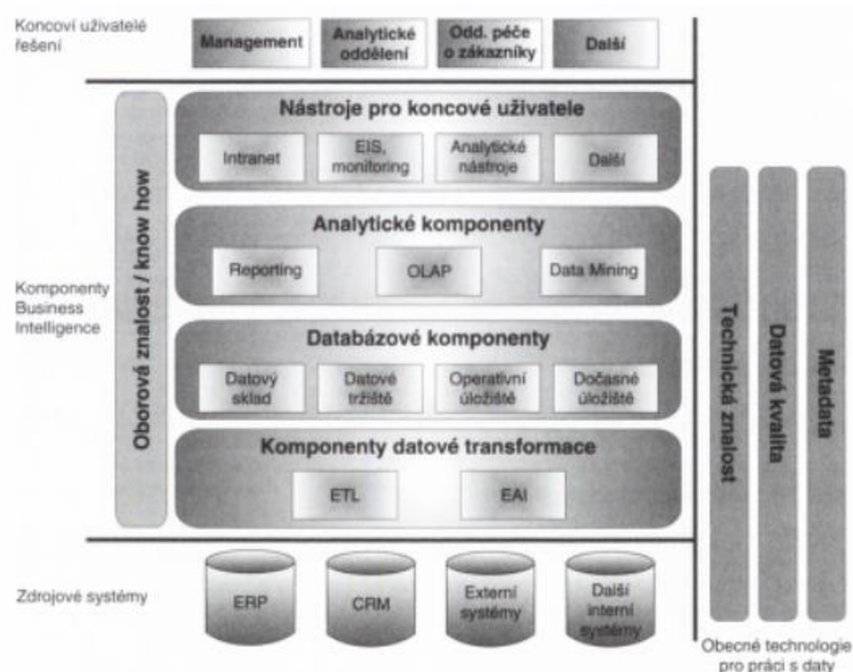 Koncoví uživatelé
řešení
Management
Analytické
oddělení
Odd. péče
o zákazníky
Další
Nástroje pro koncové uživatele
Intranet
EIS,
monitoring
Analytické
nástroje
Další
Analytické komponenty
Reporting
OLAP
Data Mining
Komponenty
Business
Intelligence
Oborová znalost / know how
Databázové komponenty
Datový
sklad
Datové
tržiště
Operativní
úložiště
Dočasné
úložiště
Komponenty datové transformace
ETL
EAI
Technická znalost
Datová kvalita
Metadata
Zdrojové systémy
ERP
CRM
Externí
systémy
Další
interní
systémy
Obecné technologie
pro práci s daty